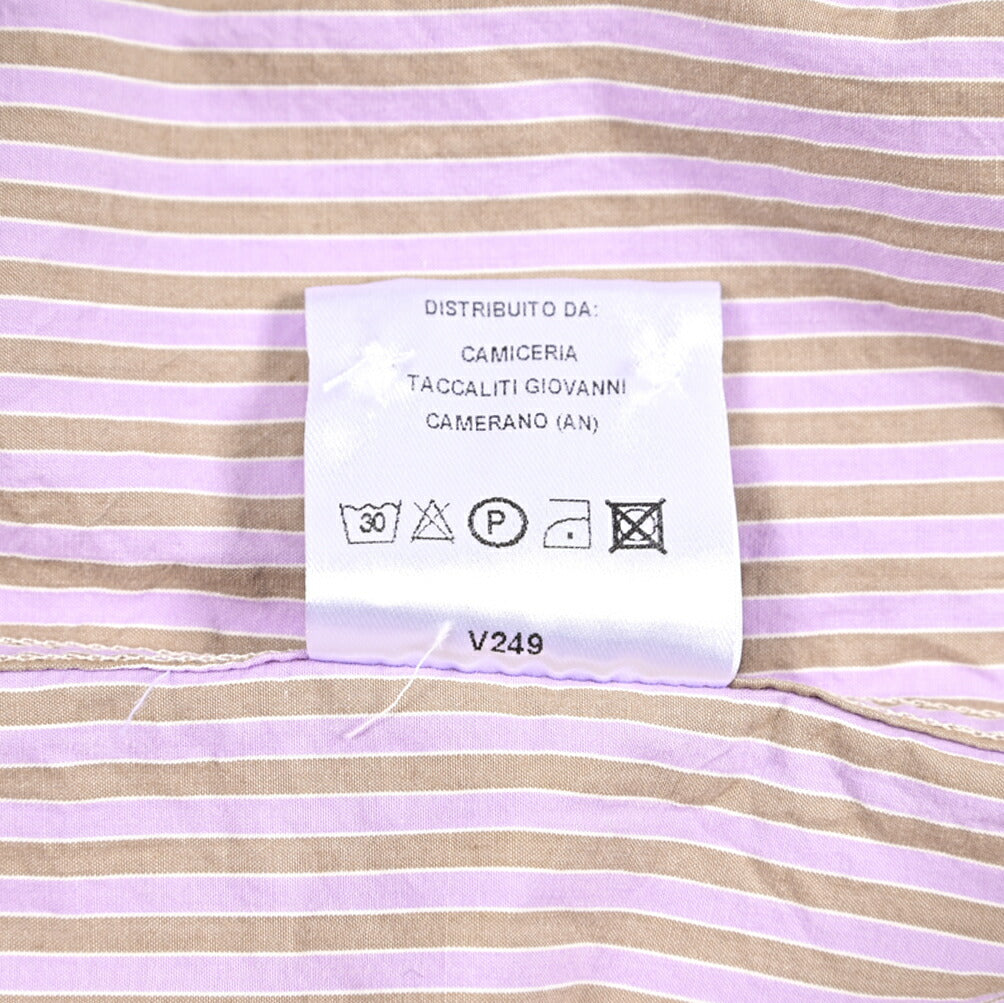 DISTRIBUITO DA:
CAMICERIA
TACCALITI GIOVANNI
CAMERANO (AN)
30 P
V249